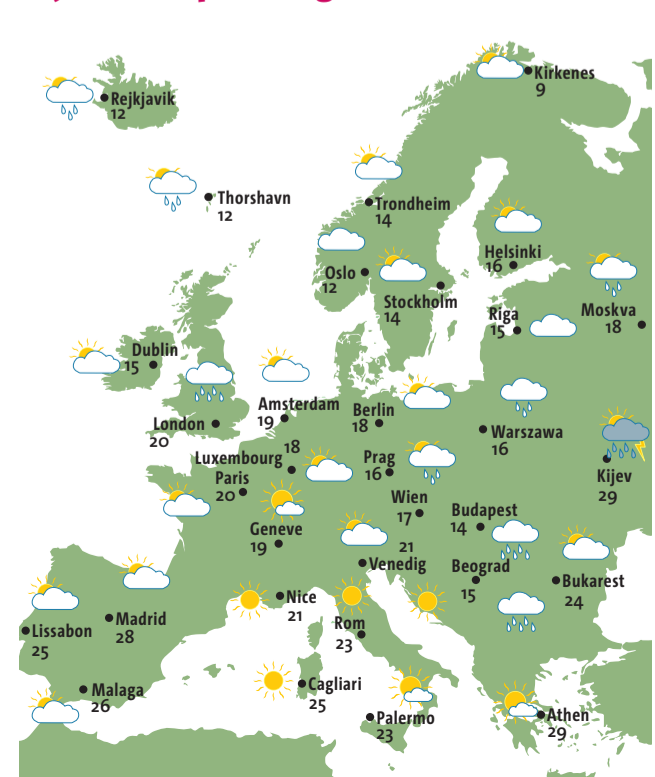 Kirkenes
9
Rejkjavik
12
Thorshavn
12
Trondheim
14
Helsinki
16
Oslo
12
Stockholm
14
Riga
15
Moskva
18
Dublin
15
London
20
Amsterdam
19
Berlin
18
Warszawa
16
18
Luxembourg
Prag
16
Kijev
29
Paris
20
Wien
17
Budapest
14
Geneve
19
21
Venedig
Beograd
15
Bukarest
24
Nice
21
Madrid
28
Lissabon
25
Rom
23
Malaga
26
Cagliari
25
Palermo
23
Athen
29